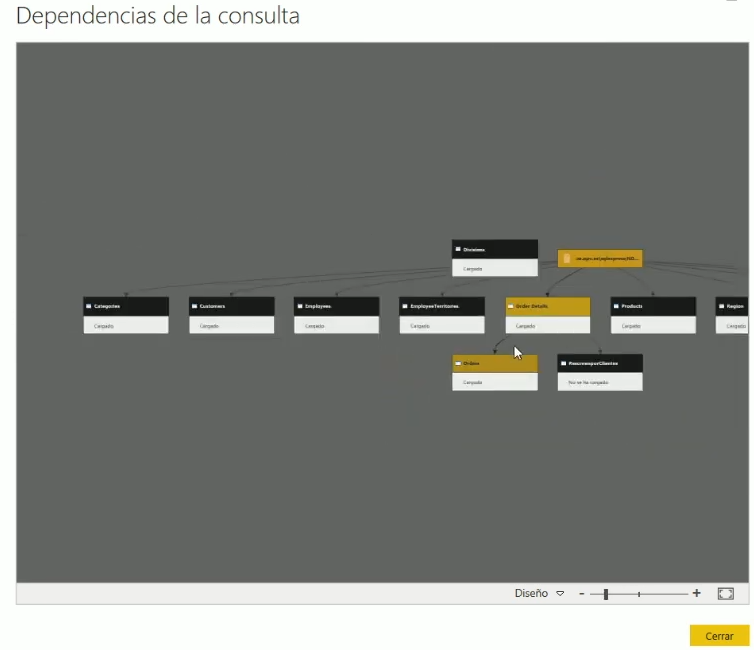 Dependencias de la consulta
Divisiones
Cargado
Categories
Cargado
Customers
Cargado
Employees
Cargado
EmployeeTerritories
Cargado
Order Details
Cargado
Products
Cargado
Region
Cargado
Orders
Cargado
No se ha cargado
Diseño
Cerrar